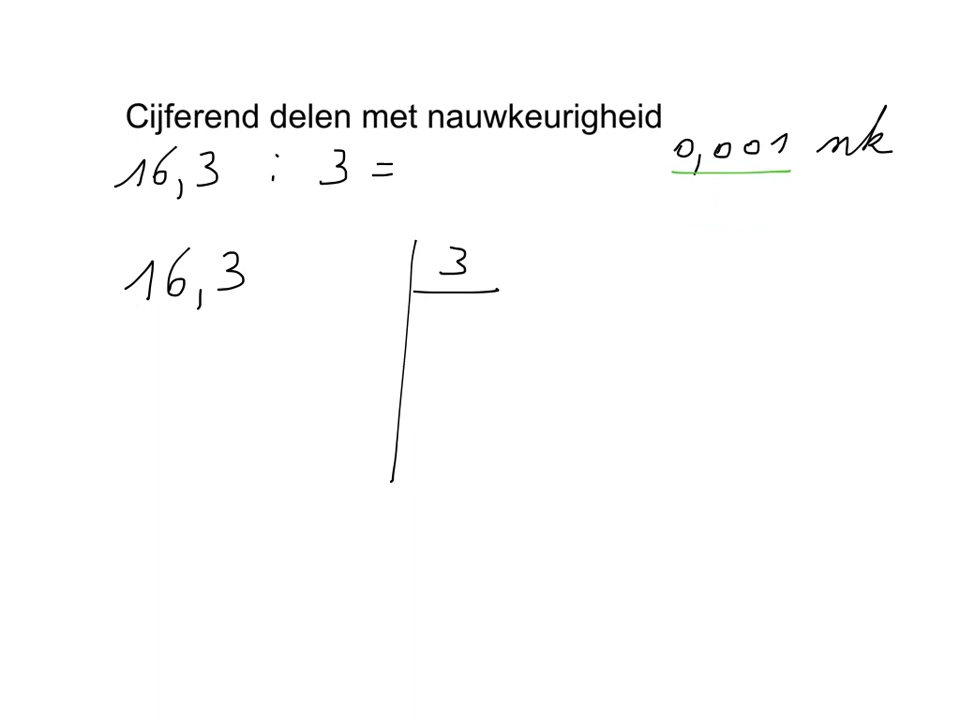 Cijferend delen met nauwkeurigheid
16,3 : 3 =
0,001 nk
16,3
3